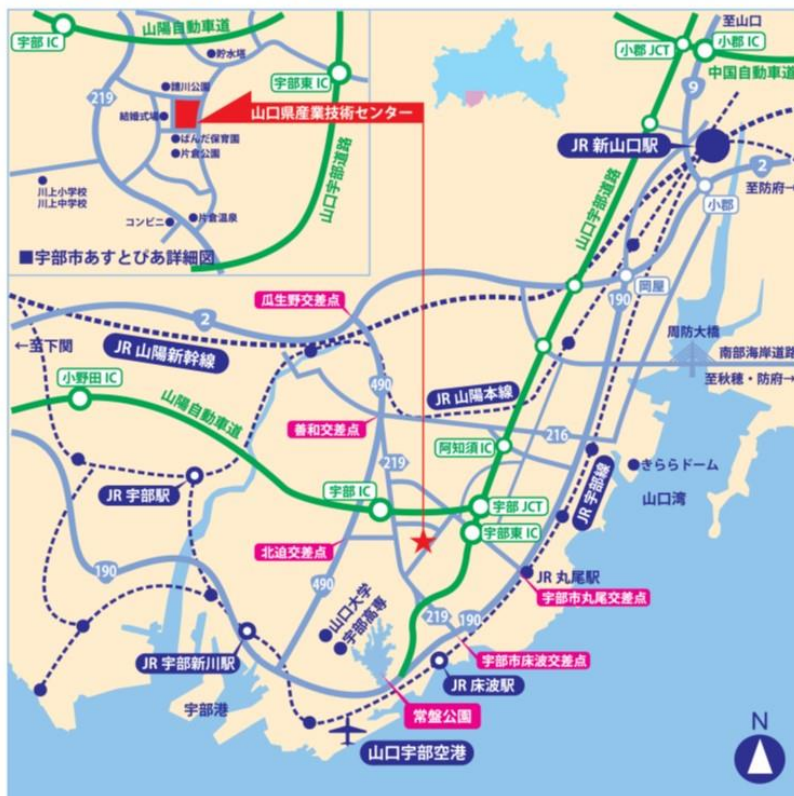 山陽自動車道
宇部IC
貯水塔
宇部東IC
219
請川公園
結婚式場
山口県産業技術センター
ぱんだ保育園
片倉公園
川上小学校
川上中学校
コンビニ
片倉温泉
山口宇部道路
■宇部市あすとぴあ詳細図
至山口
小郡JCT
小郡IC
中国自動車道
9
JR 新山口駅
2
至防府→
小郡
山口宇部道路
岡屋
190
周防大橋
南部海岸道路
至秋穂・防府→
瓜生野交差点
2
←至下関
JR 山陽新幹線
小野田IC
490
JR 山陽本線
山陽自動車道
善和交差点
216
阿知須IC
219
きららドーム
山口湾
JR 宇部線
JR 宇部駅
宇部IC
宇部JCT
宇部東IC
北迫交差点
190
490
JR 丸尾駅
宇部市丸尾交差点
山口大学
宇部高専
219
190
宇部市床波交差点
JR 宇部新川駅
JR 床波駅
宇部港
常盤公園
山口宇部空港
N